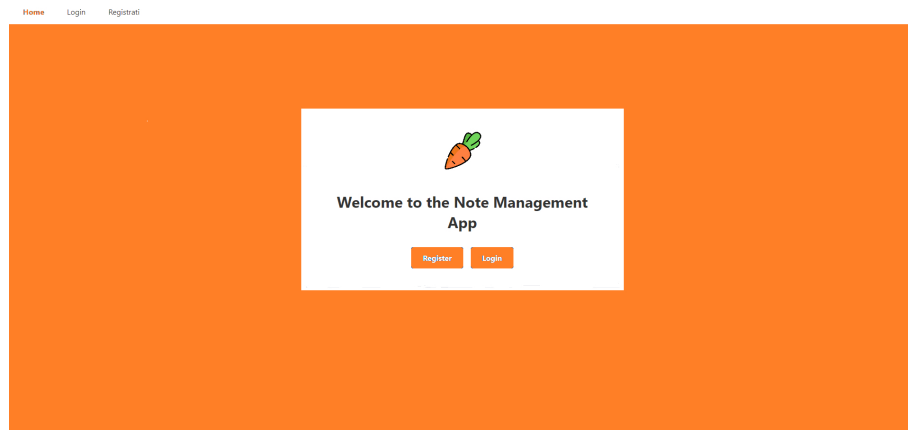 Home Login Registrati
Welcome to the Note Management
App
Register Login